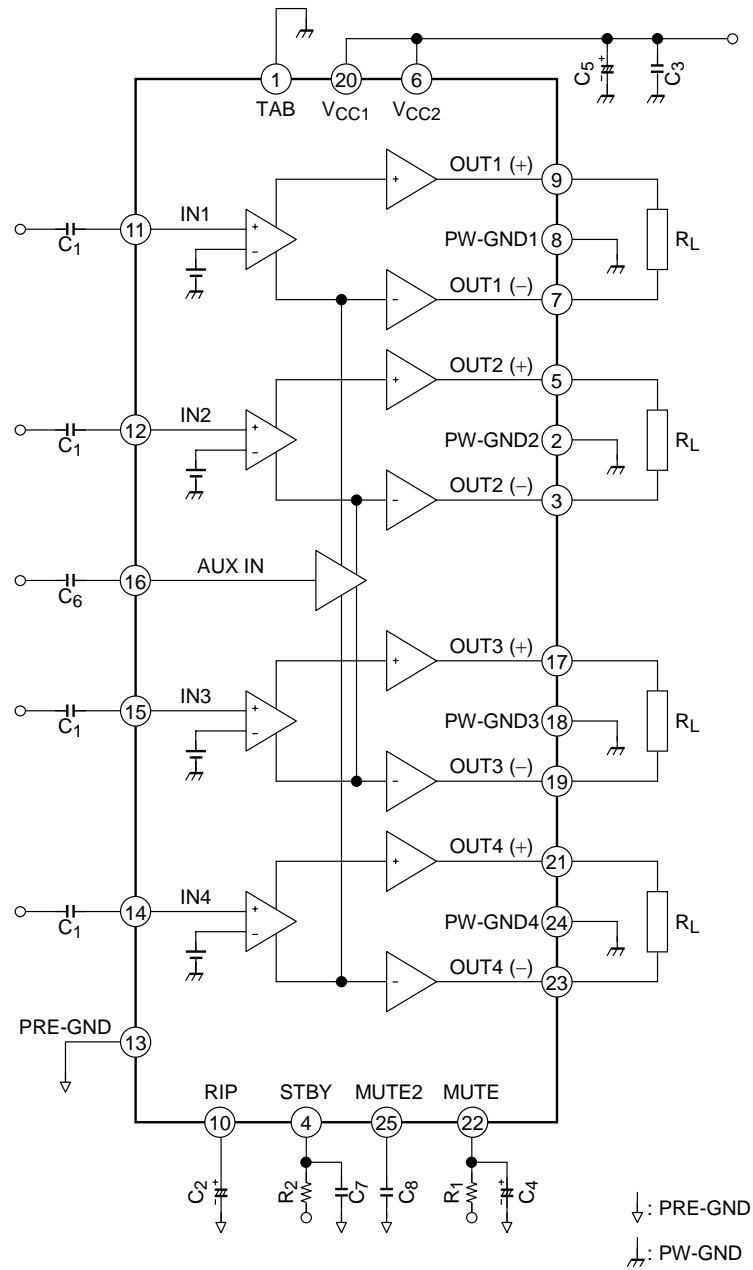 C5
C3
1
20
6
TAB
VCC1
VCC2
OUT1 (+)
9
+
C1
11
IN1
+
−
PW-GND1
8
RL
OUT1 (−)
7
−
OUT2 (+)
5
+
C1
12
IN2
+
−
PW-GND2
2
RL
OUT2 (−)
3
−
C6
16
AUX IN
OUT3 (+)
17
+
C1
15
IN3
+
−
PW-GND3
18
RL
OUT3 (−)
19
−
OUT4 (+)
21
+
C1
14
IN4
+
−
PW-GND4
24
RL
OUT4 (−)
23
−
PRE-GND
13
RIP
STBY
MUTE2
MUTE
10
4
25
22
C2
R2
C7
C8
R1
C4
: PRE-GND
: PW-GND